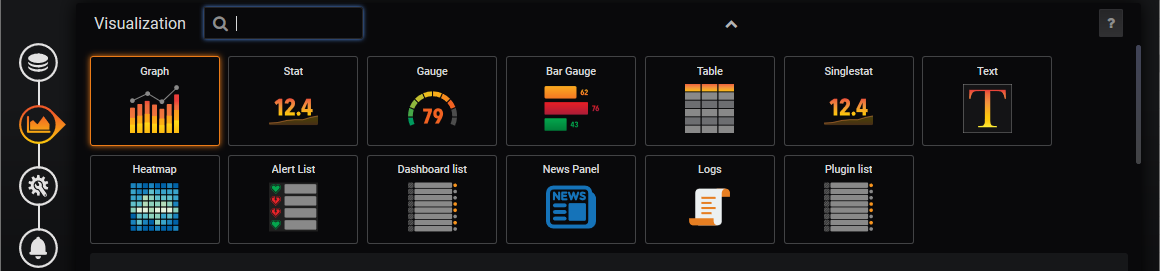 Visualization
?
Graph
Stat
Gauge
Bar Gauge
Table
Singlestat
Text
12.4
79
62
76
43
12.4
T
Heatmap
Alert List
Dashboard list
News Panel
Logs
Plugin list
NEWS